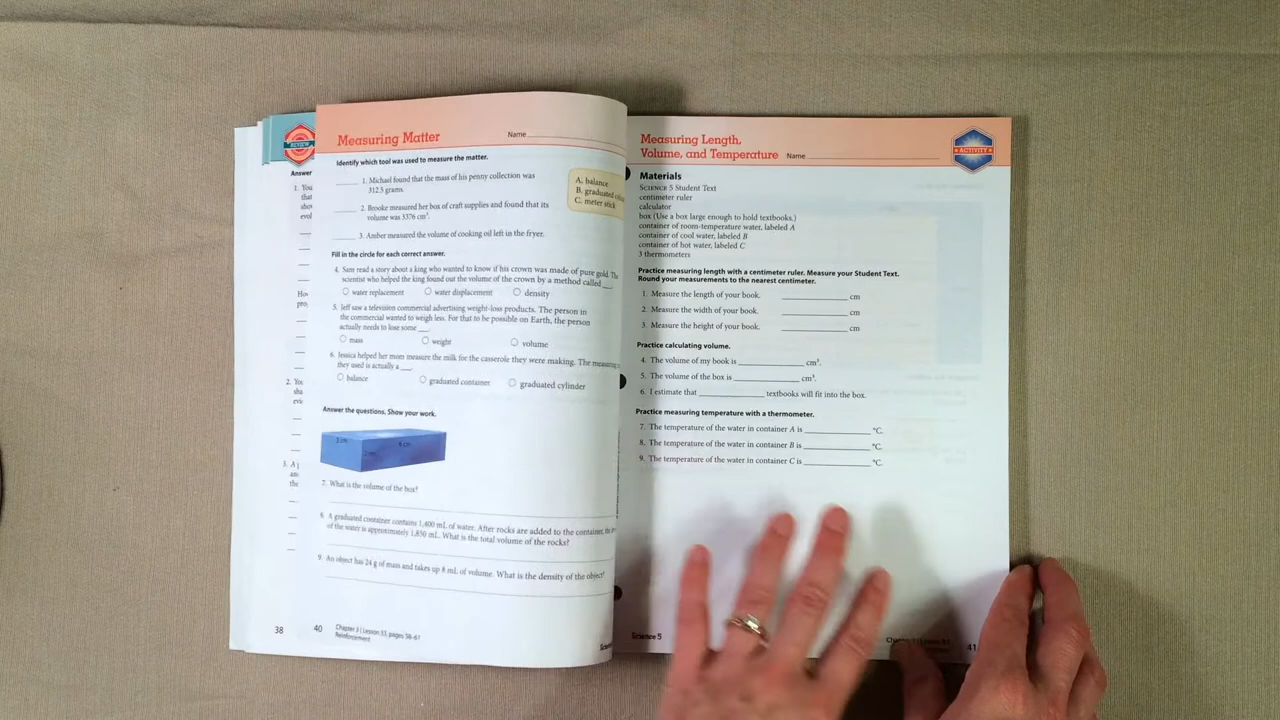 REVIEW
Answer
1. You
that
evol
How
pro
2. You
sha
evi
3. A
the
38
Measuring Matter
Name
Identify which tool was used to measure the matter.
1. Michael found that the mass of his penny collection was
312.5 grams.
2. Brooke measured her box of craft supplies and found that its
volume was 3376 cm³.
3. Amber measured the volume of cooking oil left in the fryer.
A. balance
B. graduated
C. meter stick
Fill in the circle for each correct answer.
4. Sam read a story about a king who wanted to know if his crown was made of pure gold. The
scientist who helped the king found out the volume of the crown by a method called
water replacement water displacement density
5. Jeff saw a television commercial advertising weight-loss products. The person in
the commercial wanted to weigh less. For that to be possible on Earth, the person
actually needs to lose some
mass weight volume
6. Jessica helped her mom measure the milk for the casserole they were making. The
they used is actually a
balance graduated container graduated cylinder
Answer the questions. Show your work.
7. What is the volume of the box?
8. A graduated container contains 1,400 mL of water. After rocks are added to the container, the
of the water is approximately 1,850 mL. What is the total volume of the rocks?
9. An object has 24 g of mass and takes up 8 mL of volume. What is the density of the object?
40 Chapter 3 | Lesson 33, pages 58–61
Reinforcement
Measuring Length,
Volume, and Temperature Name
ACTIVITY
Materials
SCIENCE 5 Student Text
centimeter ruler
calculator
box (Use a box large enough to hold textbooks.)
container of room-temperature water, labeled A
container of cool water, labeled B
container of hot water, labeled C
3 thermometers
Practice measuring length with a centimeter ruler. Measure your Student Text.
Round your measurements to the nearest centimeter.
1. Measure the length of your book. cm
2. Measure the width of your book. cm
3. Measure the height of your book. cm
Practice calculating volume.
4. The volume of my book is cm³.
5. The volume of the box is cm³.
6. I estimate that textbooks will fit into the box.
Practice measuring temperature with a thermometer.
7. The temperature of the water in container A is °C.
8. The temperature of the water in container B is °C.
9. The temperature of the water in container C is °C.
Science 5
41